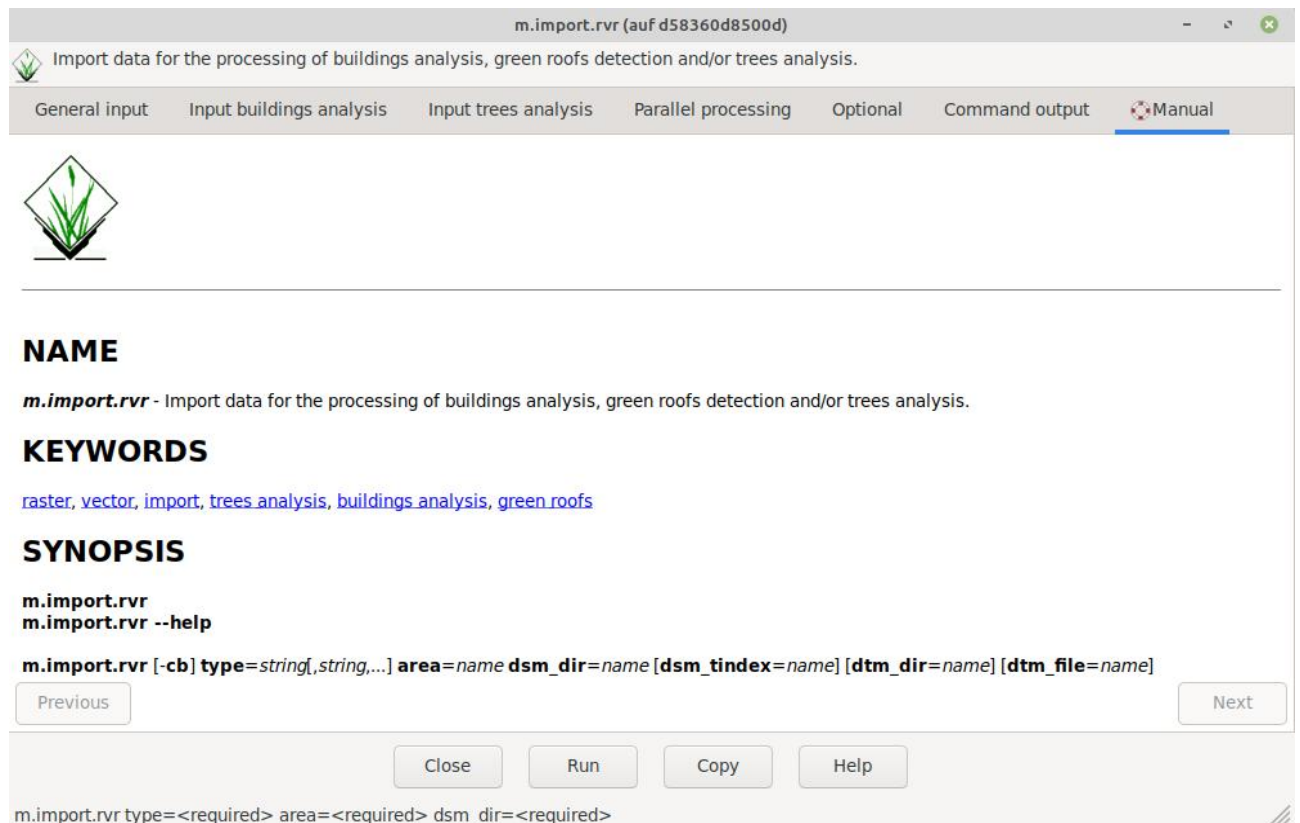 m.import.rvr (auf d58360d8500d)
Import data for the processing of buildings analysis, green roofs detection and/or trees analysis.
General input Input buildings analysis Input trees analysis Parallel processing Optional Command output Manual
NAME
m.import.rvr - Import data for the processing of buildings analysis, green roofs detection and/or trees analysis.
KEYWORDS
raster, vector, import, trees analysis, buildings analysis, green roofs
SYNOPSIS
m.import.rvr
m.import.rvr --help
m.import.rvr [-cb] type=string[,string,...] area=name dsm_dir=name [dsm_tindex=name] [dtm_dir=name] [dtm_file=name]
Previous Next
Close Run Copy Help
m.import.rvr type=<required> area=<required> dsm_dir=<required>